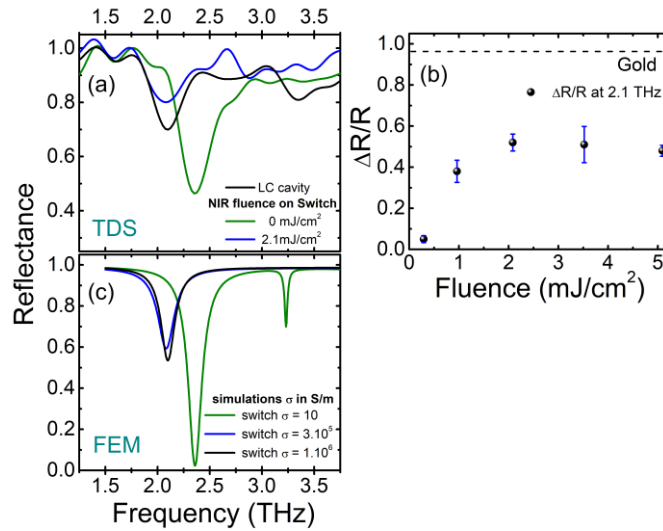 1.5 2.0 2.5 3.0 3.5
1.0
0.8
0.6
0.4
(a)
LC cavity
NIR fluence on Switch
0 mJ/cm²
2.1mJ/cm²
TDS
1.0
0.8
0.6
0.4
0.2
0.0
(c)
simulations σ in S/m
switch σ = 10
switch σ = 3.10⁵
switch σ = 1.10⁶
FEM
1.5 2.0 2.5 3.0 3.5
Reflectance
Frequency (THz)
1.0
0.8
0.6
0.4
0.2
0.0
(b)
Gold
ΔR/R at 2.1 THz
ΔR/R
0 1 2 3 4 5
Fluence (mJ/cm²)